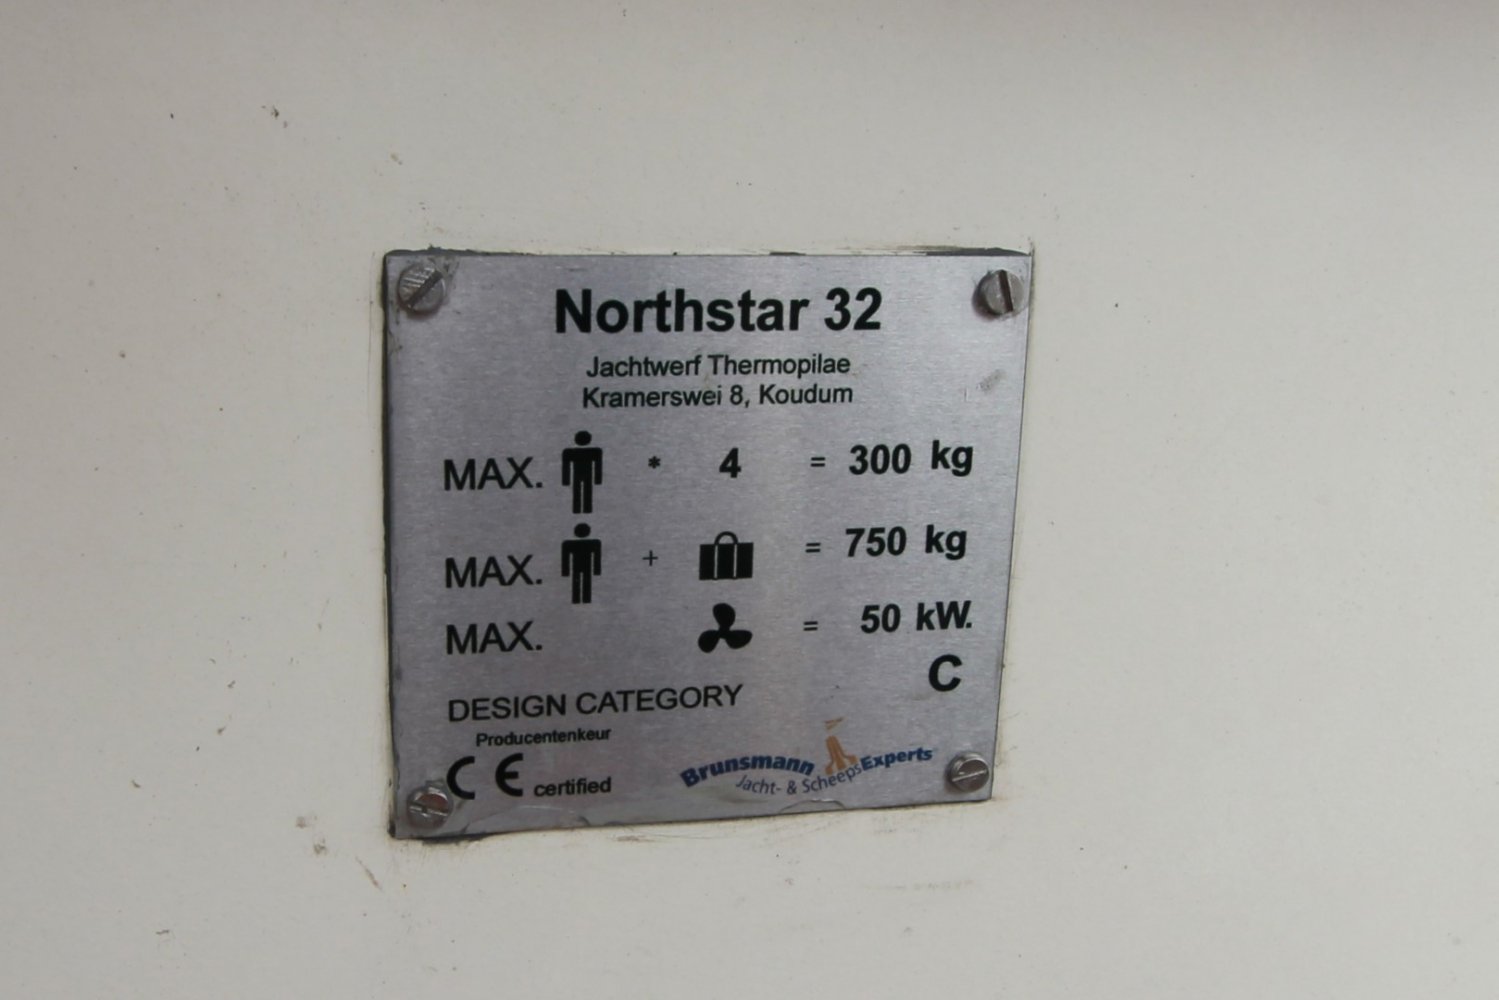 Northstar 32
Jachtwerf Thermopilae
Kramerswei 8, Koudum
MAX. * 4 = 300 kg
MAX. + = 750 kg
MAX. = 50 kW.
DESIGN CATEGORY C
Producentenkeur
CE certified
Brunsmann Experts
Jacht- & Scheeps